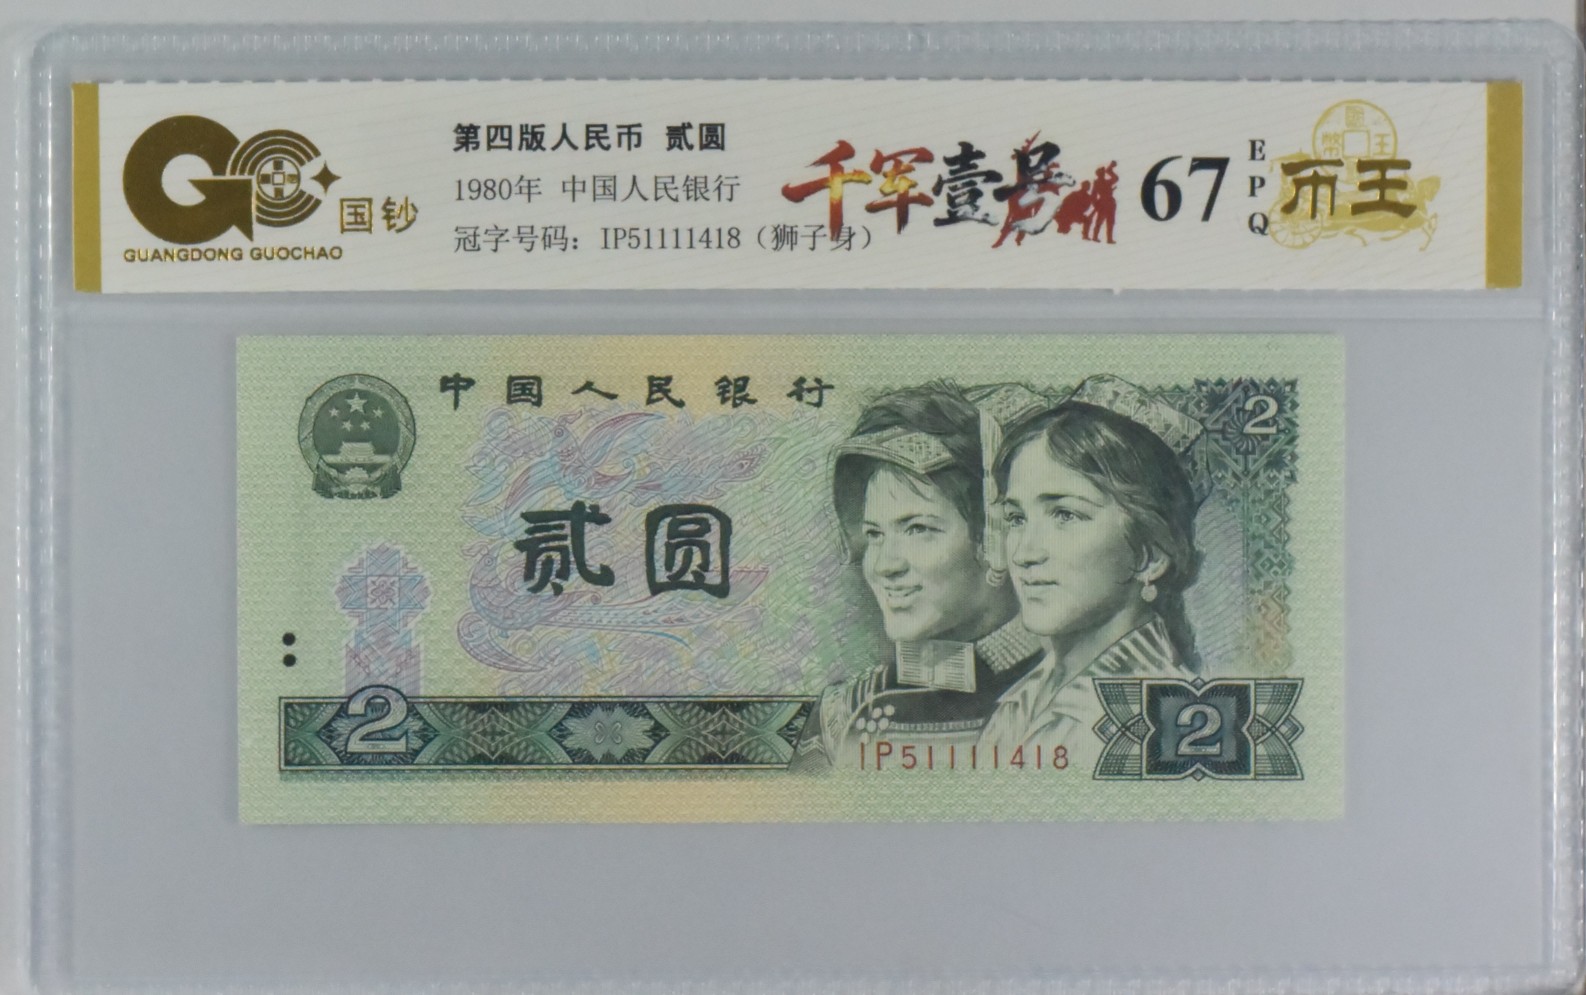 GC 国钞
GUANGDONG GUOCHAO
第四版人民币 贰圆
1980年 中国人民银行
冠字号码：IP51111418（狮子身）
千军壹号
67
EPQ
币王
中国人民银行
2
贰圆
2
IP51111418
2